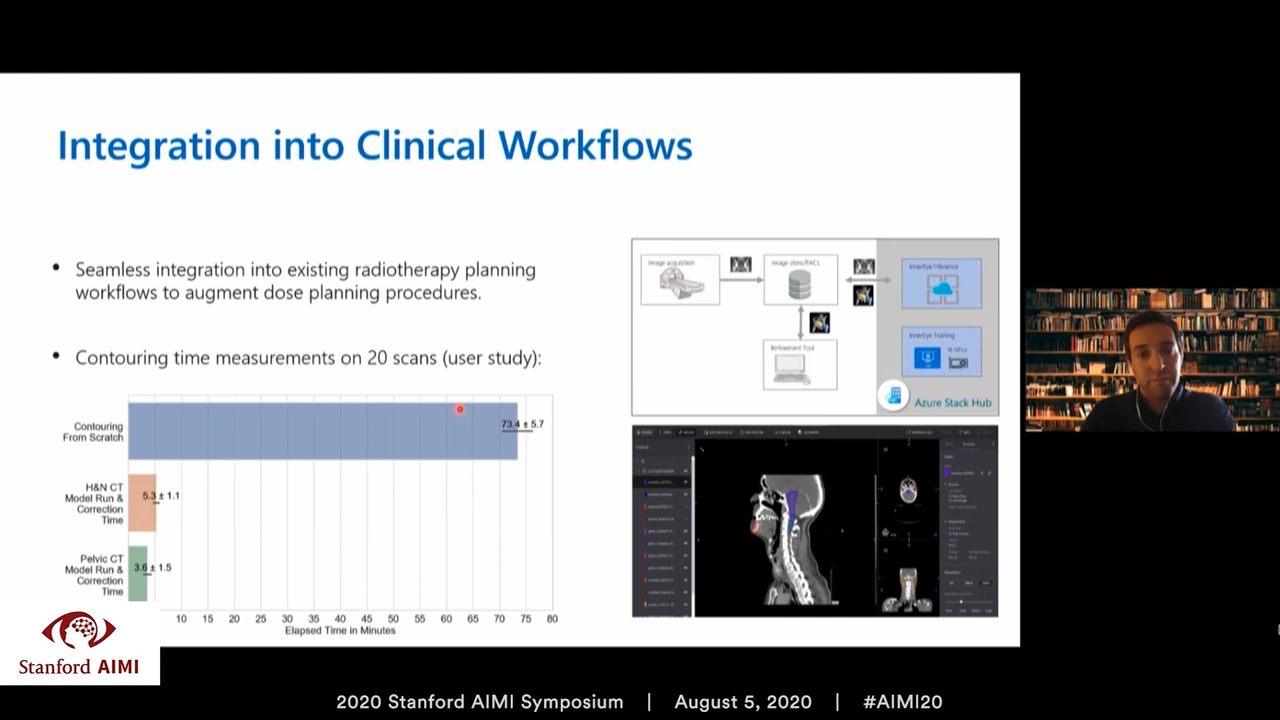 Integration into Clinical Workflows
• Seamless integration into existing radiotherapy planning
workflows to augment dose planning procedures.
• Contouring time measurements on 20 scans (user study):
Contouring
From Scratch
73.4 ± 5.7
H&N CT
Model Run &
Correction
Time
5.3 ± 1.1
Pelvic CT
Model Run &
Correction
Time
3.6 ± 1.5
10 15 20 25 30 35 40 45 50 55 60 65 70 75 80
Elapsed Time in Minutes
Image acquisition
Image store/PACs
InnerEye Inference
Refinement Tool
InnerEye Training
16 GPUs
Azure Stack Hub
Stanford AIMI
2020 Stanford AIMI Symposium | August 5, 2020 | #AIMI20